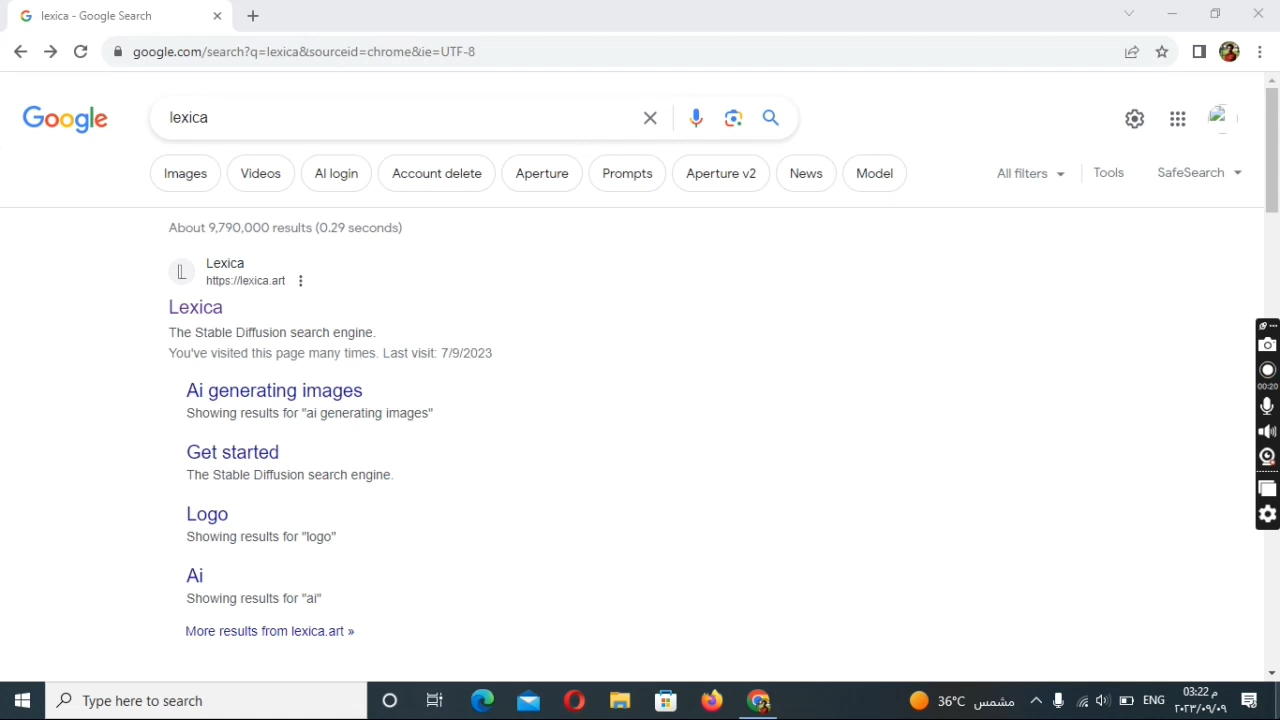 lexica - Google Search
google.com/search?q=lexica&sourceid=chrome&ie=UTF-8
Google
lexica
Images
Videos
AI login
Account delete
Aperture
Prompts
Aperture v2
News
Model
All filters
Tools
SafeSearch
About 9,790,000 results (0.29 seconds)
Lexica
https://lexica.art
Lexica
The Stable Diffusion search engine.
You've visited this page many times. Last visit: 7/9/2023
Ai generating images
Showing results for "ai generating images"
Get started
The Stable Diffusion search engine.
Logo
Showing results for "logo"
Ai
Showing results for "ai"
More results from lexica.art »
00:20
Type here to search
36°C مشمس
ENG
03:22 م
٢٠٢٣/٠٩/٠٩